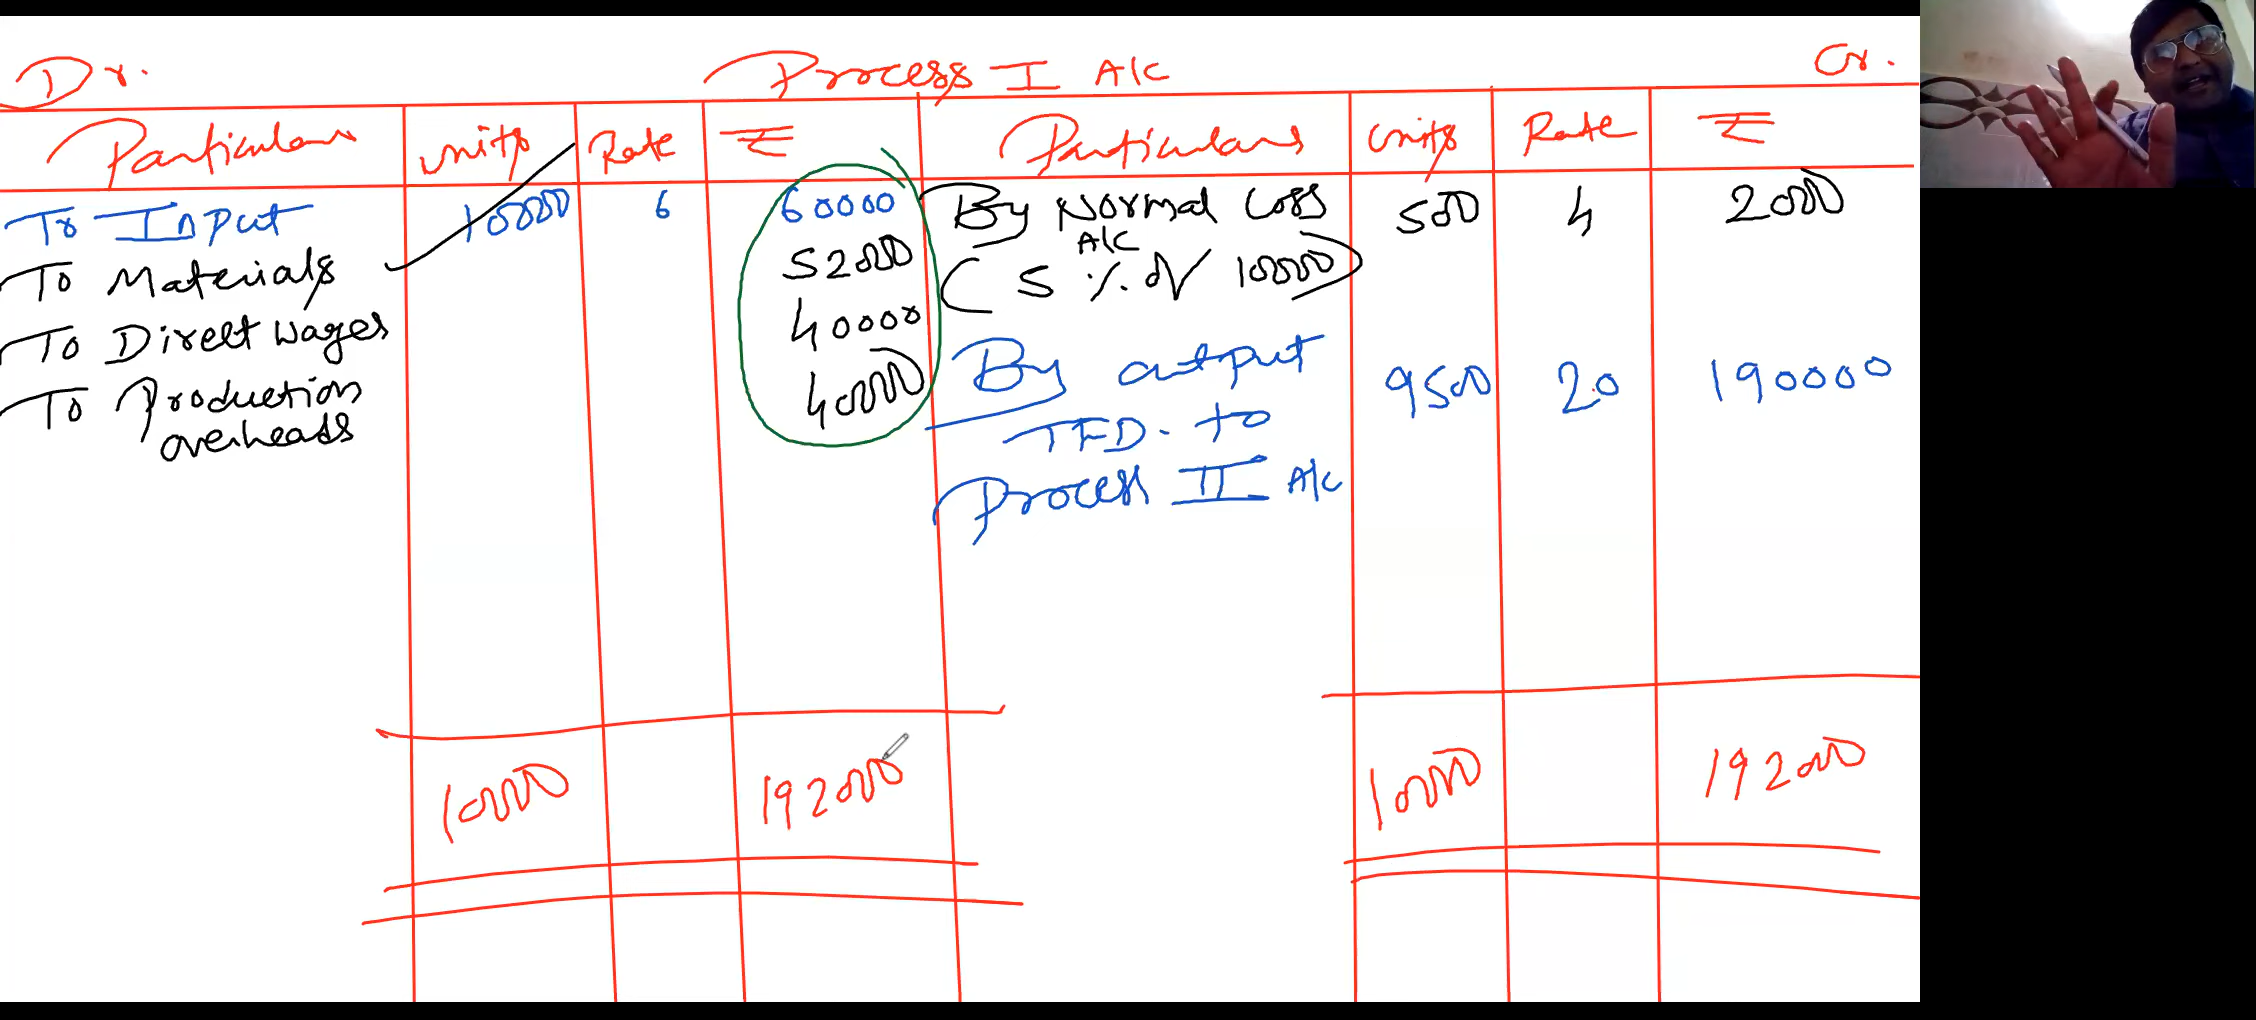 Dr. Process I A/C Cr.
Particulars Units Rate ₹ Particulars Units Rate ₹
To Input 10000 6 60000 By Normal Loss 500 4 2000
A/C
To Materials 52000 (5 % of 10000)
To Direct wages 40000
To Production 40000 By output 9500 20 190000
overheads TFD. to
Process II A/C
10000 192000 10000 192000